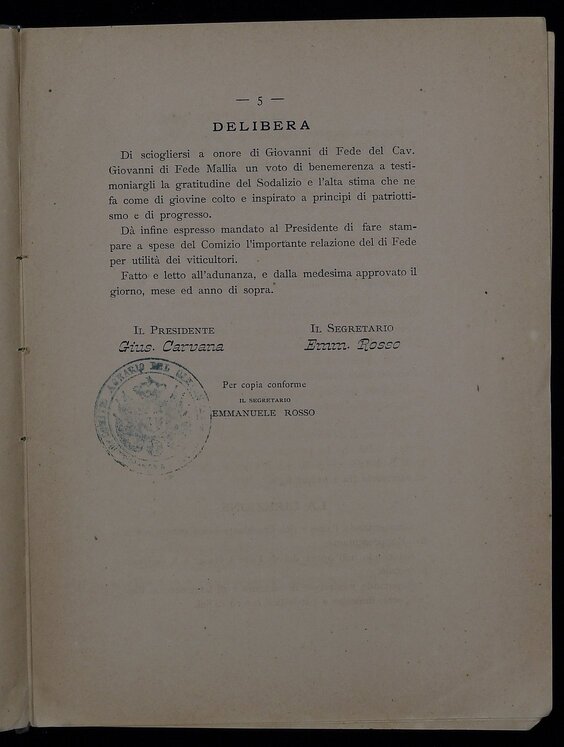 — 5 —
DELIBERA
Di sciogliersi a onore di Giovanni di Fede del Cav.
Giovanni di Fede Mallia un voto di benemerenza a testi-
moniargli la gratitudine del Sodalizio e l'alta stima che ne
fa come di giovine colto e inspirato a principi di patriotti-
smo e di progresso.
Dà infine espresso mandato al Presidente di fare stam-
pare a spese del Comizio l'importante relazione del di Fede
per utilità dei viticultori.
Fatto e letto all'adunanza, e dalla medesima approvato il
giorno, mese ed anno di sopra.
IL PRESIDENTE
Gius. Carvana
IL SEGRETARIO
Emm. Rosso
Per copia conforme
IL SEGRETARIO
EMMANUELE ROSSO
AGRARIO DEL